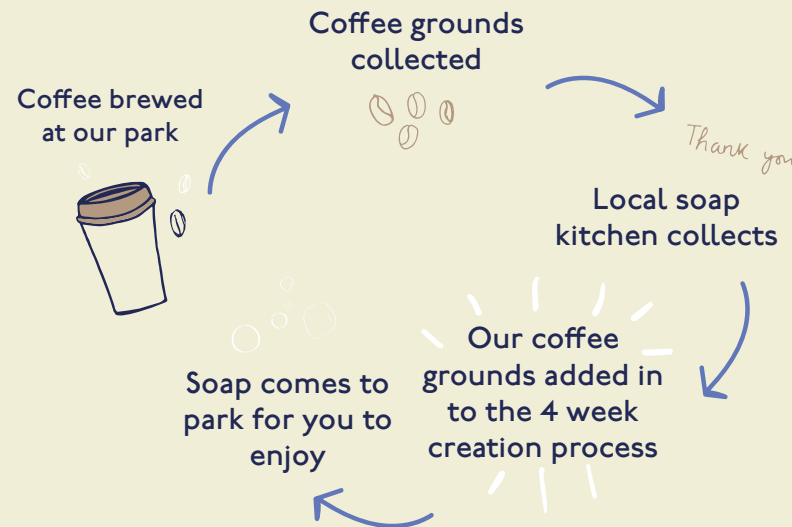 Coffee brewed
at our park
Coffee grounds
collected
Thank you
Local soap
kitchen collects
Our coffee
grounds added in
to the 4 week
creation process
Soap comes to
park for you to
enjoy